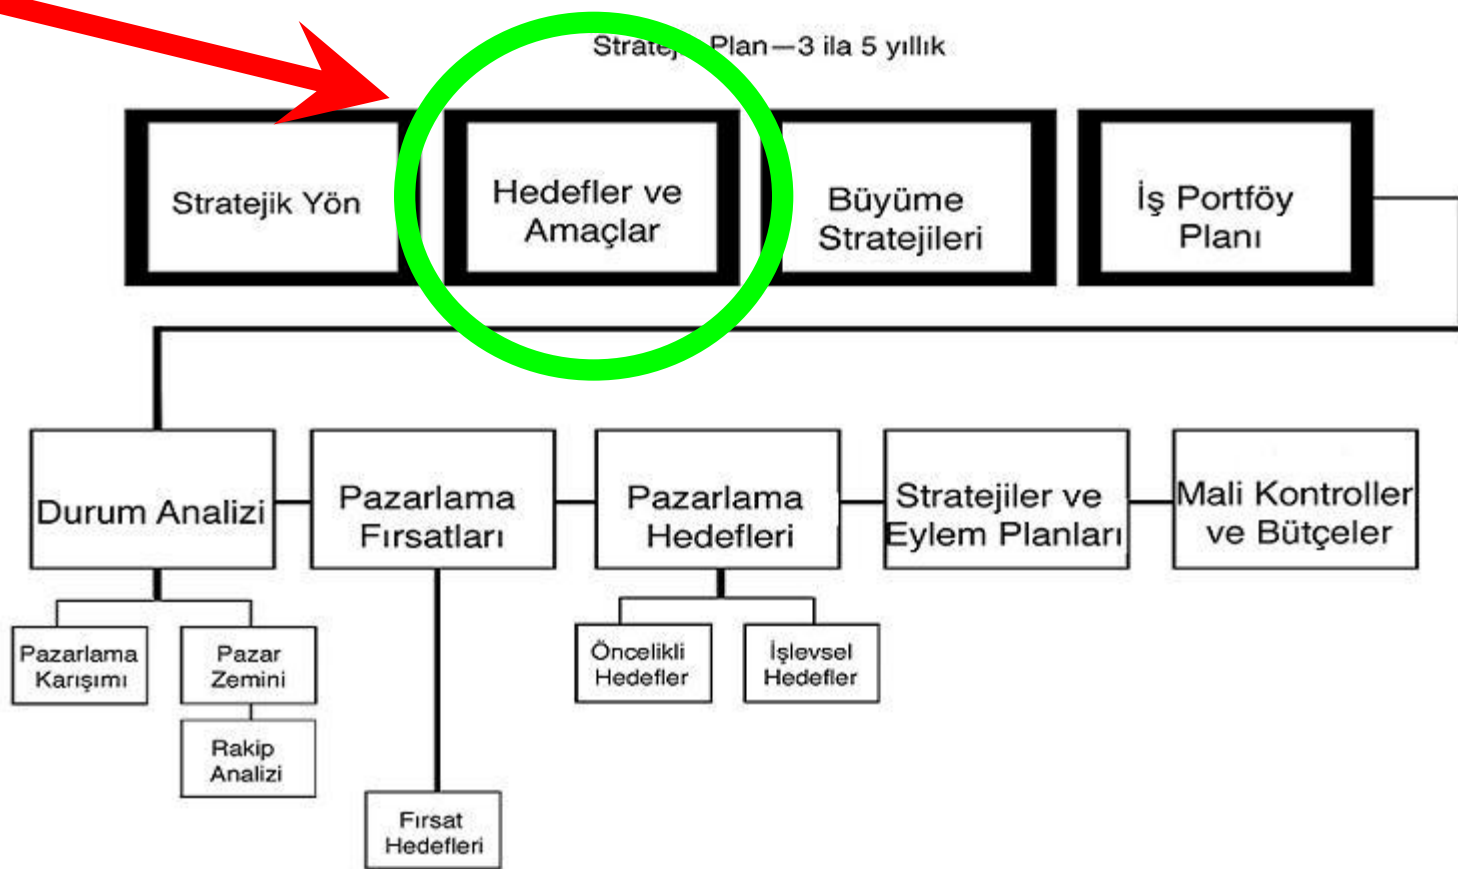 Plan—3 ila 5 yıllık
Stratejik Yön
Hedefler ve
Amaçlar
Büyüme
Stratejileri
İş Portföy
Planı
Durum Analizi
Pazarlama
Fırsatları
Pazarlama
Hedefleri
Stratejiler ve
Eylem Planları
Mali Kontroller
ve Bütçeler
Pazarlama
Karışımı
Pazar
Zemini
Rakip
Analizi
Öncelikli
Hedefler
İşlevsel
Hedefler
Fırsat
Hedefleri